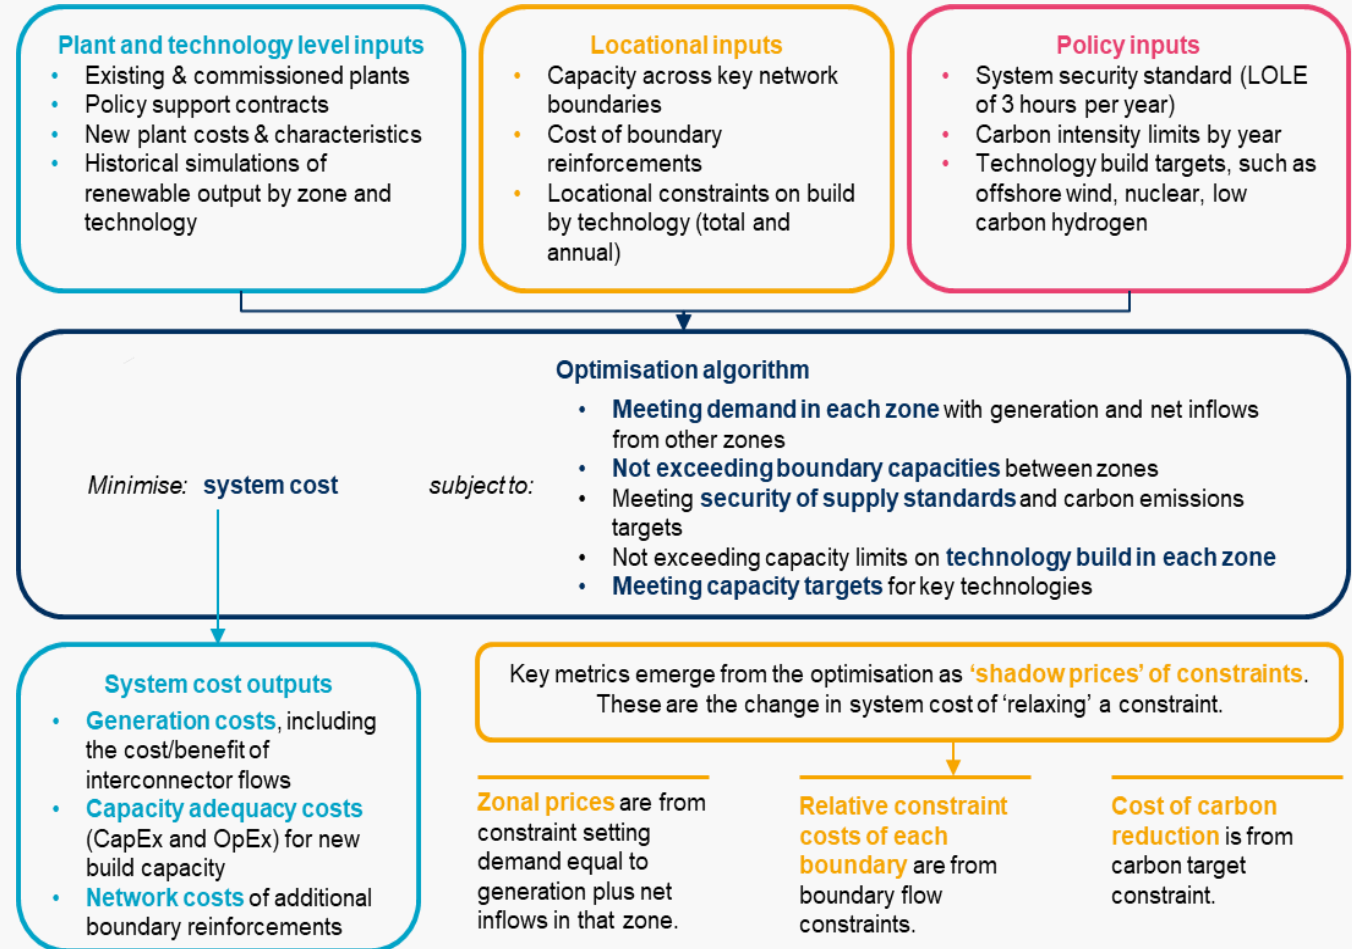 Plant and technology level inputs
• Existing & commissioned plants
• Policy support contracts
• New plant costs & characteristics
• Historical simulations of
renewable output by zone and
technology
Locational inputs
• Capacity across key network
boundaries
• Cost of boundary
reinforcements
• Locational constraints on build
by technology (total and
annual)
Policy inputs
• System security standard (LOLE
of 3 hours per year)
• Carbon intensity limits by year
• Technology build targets, such as
offshore wind, nuclear, low
carbon hydrogen
Optimisation algorithm
Minimise: system cost subject to:
• Meeting demand in each zone with generation and net inflows
from other zones
• Not exceeding boundary capacities between zones
• Meeting security of supply standards and carbon emissions
targets
• Not exceeding capacity limits on technology build in each zone
• Meeting capacity targets for key technologies
System cost outputs
• Generation costs, including
the cost/benefit of
interconnector flows
• Capacity adequacy costs
(CapEx and OpEx) for new
build capacity
• Network costs of additional
boundary reinforcements
Key metrics emerge from the optimisation as ‘shadow prices’ of constraints.
These are the change in system cost of ‘relaxing’ a constraint.
Zonal prices are from
constraint setting
demand equal to
generation plus net
inflows in that zone.
Relative constraint
costs of each
boundary are from
boundary flow
constraints.
Cost of carbon
reduction is from
carbon target
constraint.